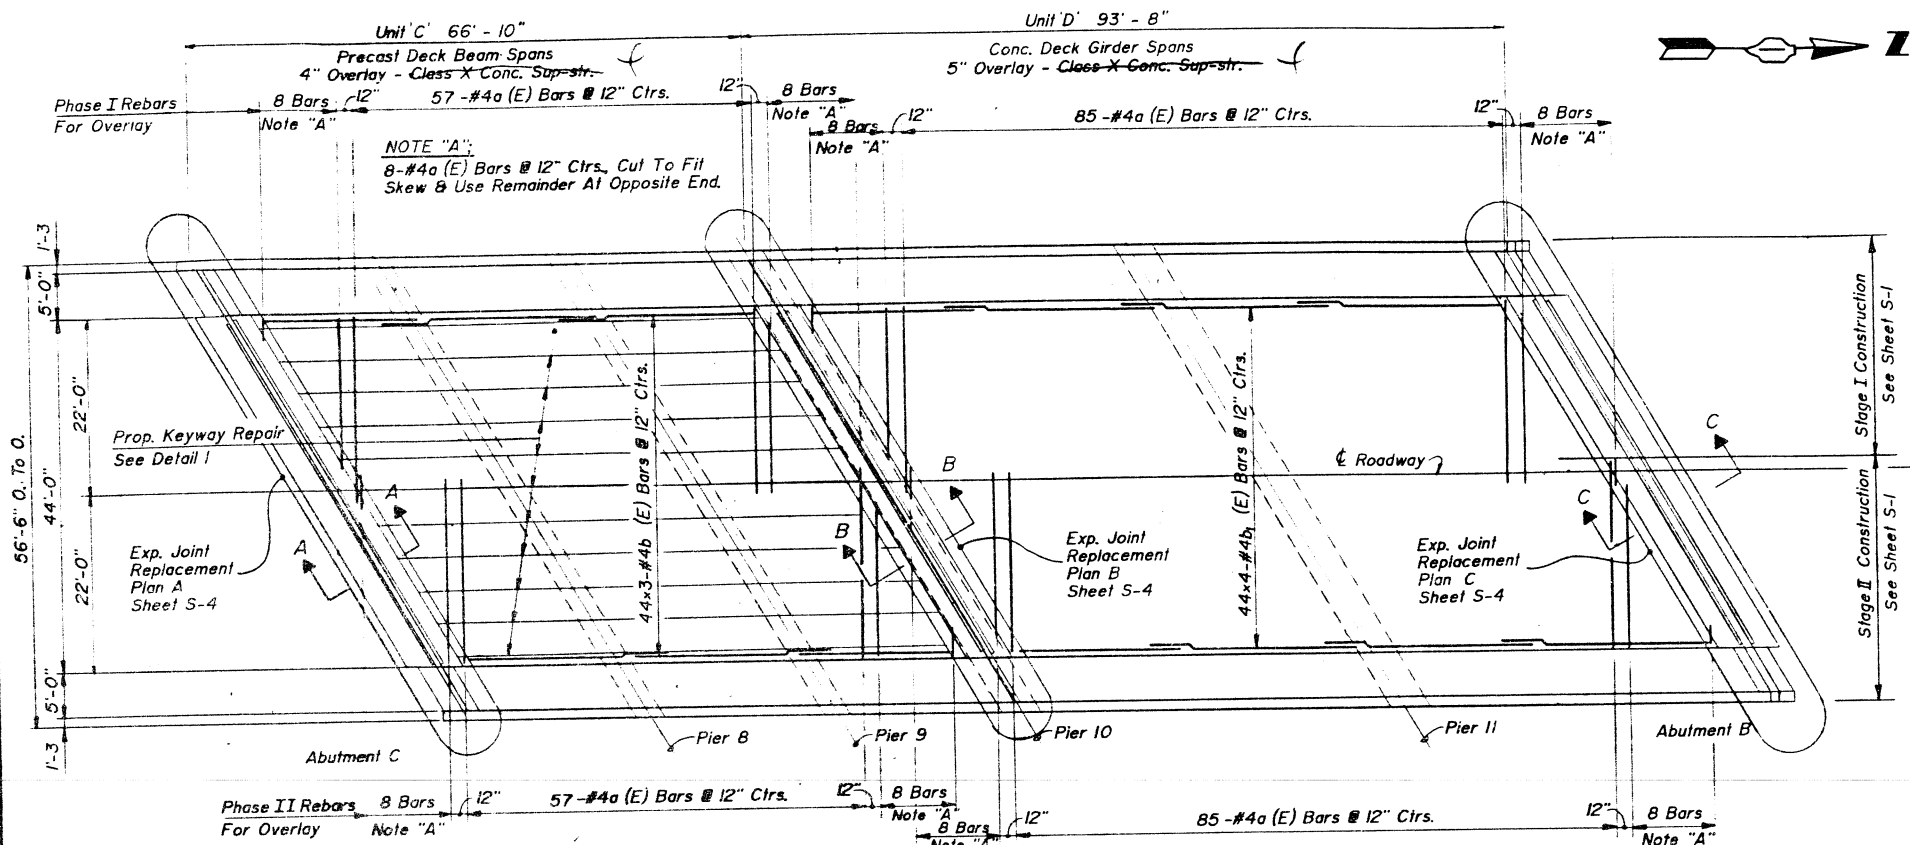 Unit 'C' 66' - 10"
Unit 'D' 93' - 8"
Precast Deck Beam Spans
4" Overlay - Class X Conc. Sup-str.
Conc. Deck Girder Spans
5" Overlay - Class X Conc. Sup-str.
Z
Phase I Rebars
For Overlay
8 Bars
Note "A"
12"
57 -#4a (E) Bars @ 12" Ctrs.
12"
8 Bars
Note "A"
8 Bars
Note "A"
12"
85 -#4a (E) Bars @ 12" Ctrs.
12"
8 Bars
Note "A"
NOTE "A":
8-#4a (E) Bars @ 12" Ctrs., Cut To Fit
Skew & Use Remainder At Opposite End.
1'-3
5'-0"
22'-0"
44'-0"
56'-6" O. To O.
22'-0"
5'-0"
1'-3
Prop. Keyway Repair
See Detail 1
44x3-#4b (E) Bars @ 12" Ctrs.
44x4-#4b₁ (E) Bars @ 12" Ctrs.
℄ Roadway
Stage I Construction
See Sheet S-1
Stage II Construction
See Sheet S-1
A
A
B
B
C
C
Exp. Joint
Replacement
Plan A
Sheet S-4
Exp. Joint
Replacement
Plan B
Sheet S-4
Exp. Joint
Replacement
Plan C
Sheet S-4
Abutment C
Pier 8
Pier 9
Pier 10
Pier 11
Abutment B
Phase II Rebars
For Overlay
8 Bars
Note "A"
12"
57 -#4a (E) Bars @ 12" Ctrs.
12"
8 Bars
Note "A"
8 Bars
Note "A"
12"
85 -#4a (E) Bars @ 12" Ctrs.
12"
8 Bars
Note "A"